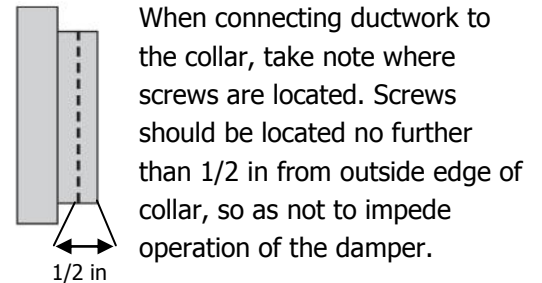 When connecting ductwork to
the collar, take note where
screws are located. Screws
should be located no further
than 1/2 in from outside edge of
collar, so as not to impede
operation of the damper.
1/2 in